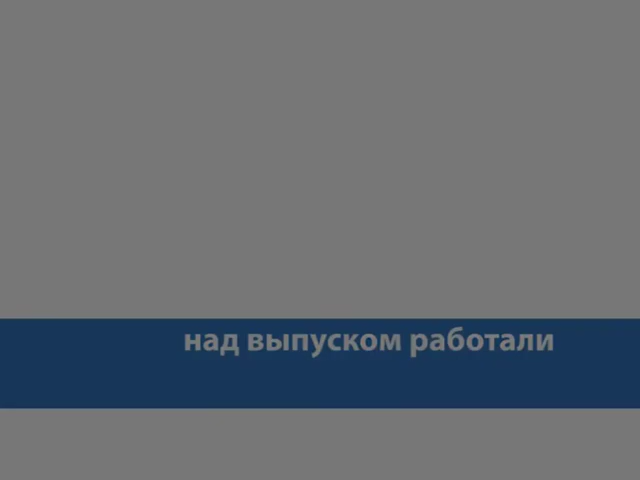 над выпуском работали